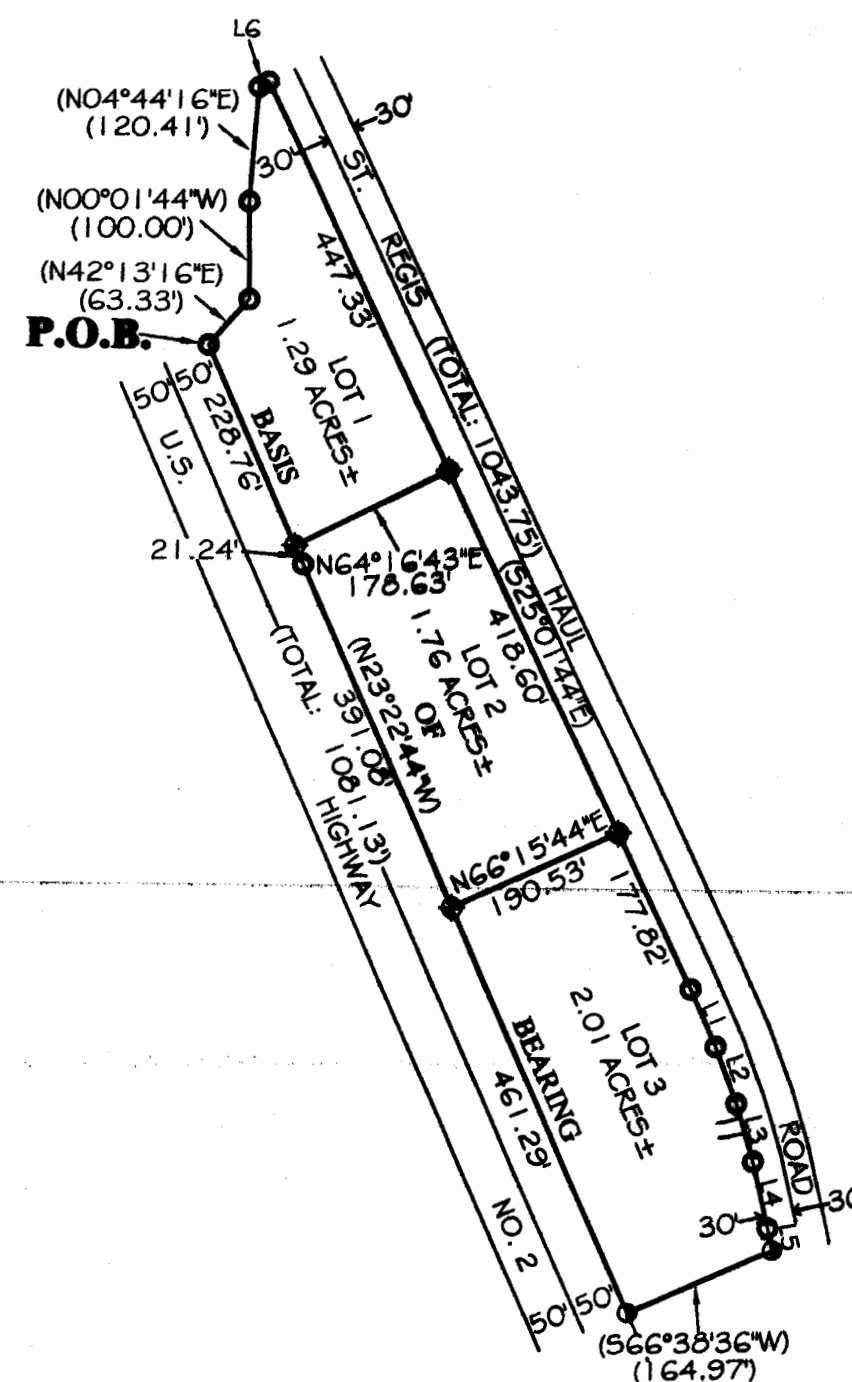 L6
(N04°44'16"E)
(120.41')
30'
30'
ST. REGIS HAUL ROAD
(N00°01'44"W)
(100.00')
(N42°13'16"E)
(63.33')
P.O.B.
447.33'
(TOTAL: 1043.75')
(S25°01'44"E)
LOT 1
1.29 ACRES±
50' 50'
228.76'
BASIS OF BEARING
U.S. HIGHWAY NO. 2
21.24'
N64°16'43"E
178.63'
(TOTAL: 1081.13')
391.08'
(N23°22'44"W)
LOT 2
1.76 ACRES±
418.60'
N66°15'44"E
190.53'
177.82'
LOT 3
2.01 ACRES±
461.29'
L1
L2
L3
L4
L5
30'
30
50' 50'
(S66°38'36"W)
(164.97')